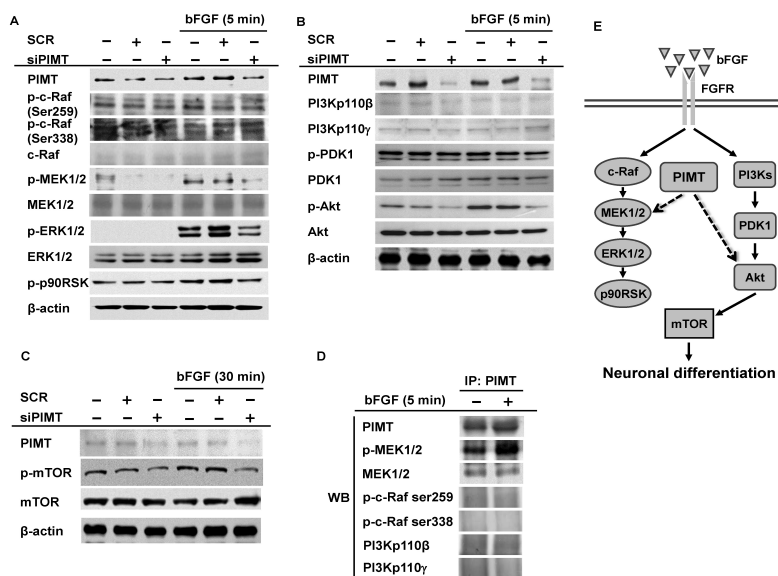 A
bFGF (5 min)
SCR – + – – + –
siPIMT – – + – – +
PIMT
p-c-Raf
(Ser259)
p-c-Raf
(Ser338)
c-Raf
p-MEK1/2
MEK1/2
p-ERK1/2
ERK1/2
p-p90RSK
β-actin
B
bFGF (5 min)
SCR – + – – + –
siPIMT – – + – – +
PIMT
PI3Kp110β
PI3Kp110γ
p-PDK1
PDK1
p-Akt
Akt
β-actin
E
bFGF
FGFR
c-Raf
PIMT
PI3Ks
MEK1/2
PDK1
ERK1/2
Akt
p90RSK
mTOR
Neuronal differentiation
C
bFGF (30 min)
SCR – + – – + –
siPIMT – – + – – +
PIMT
p-mTOR
mTOR
β-actin
D
IP: PIMT
bFGF (5 min) – +
WB
PIMT
p-MEK1/2
MEK1/2
p-c-Raf ser259
p-c-Raf ser338
PI3Kp110β
PI3Kp110γ